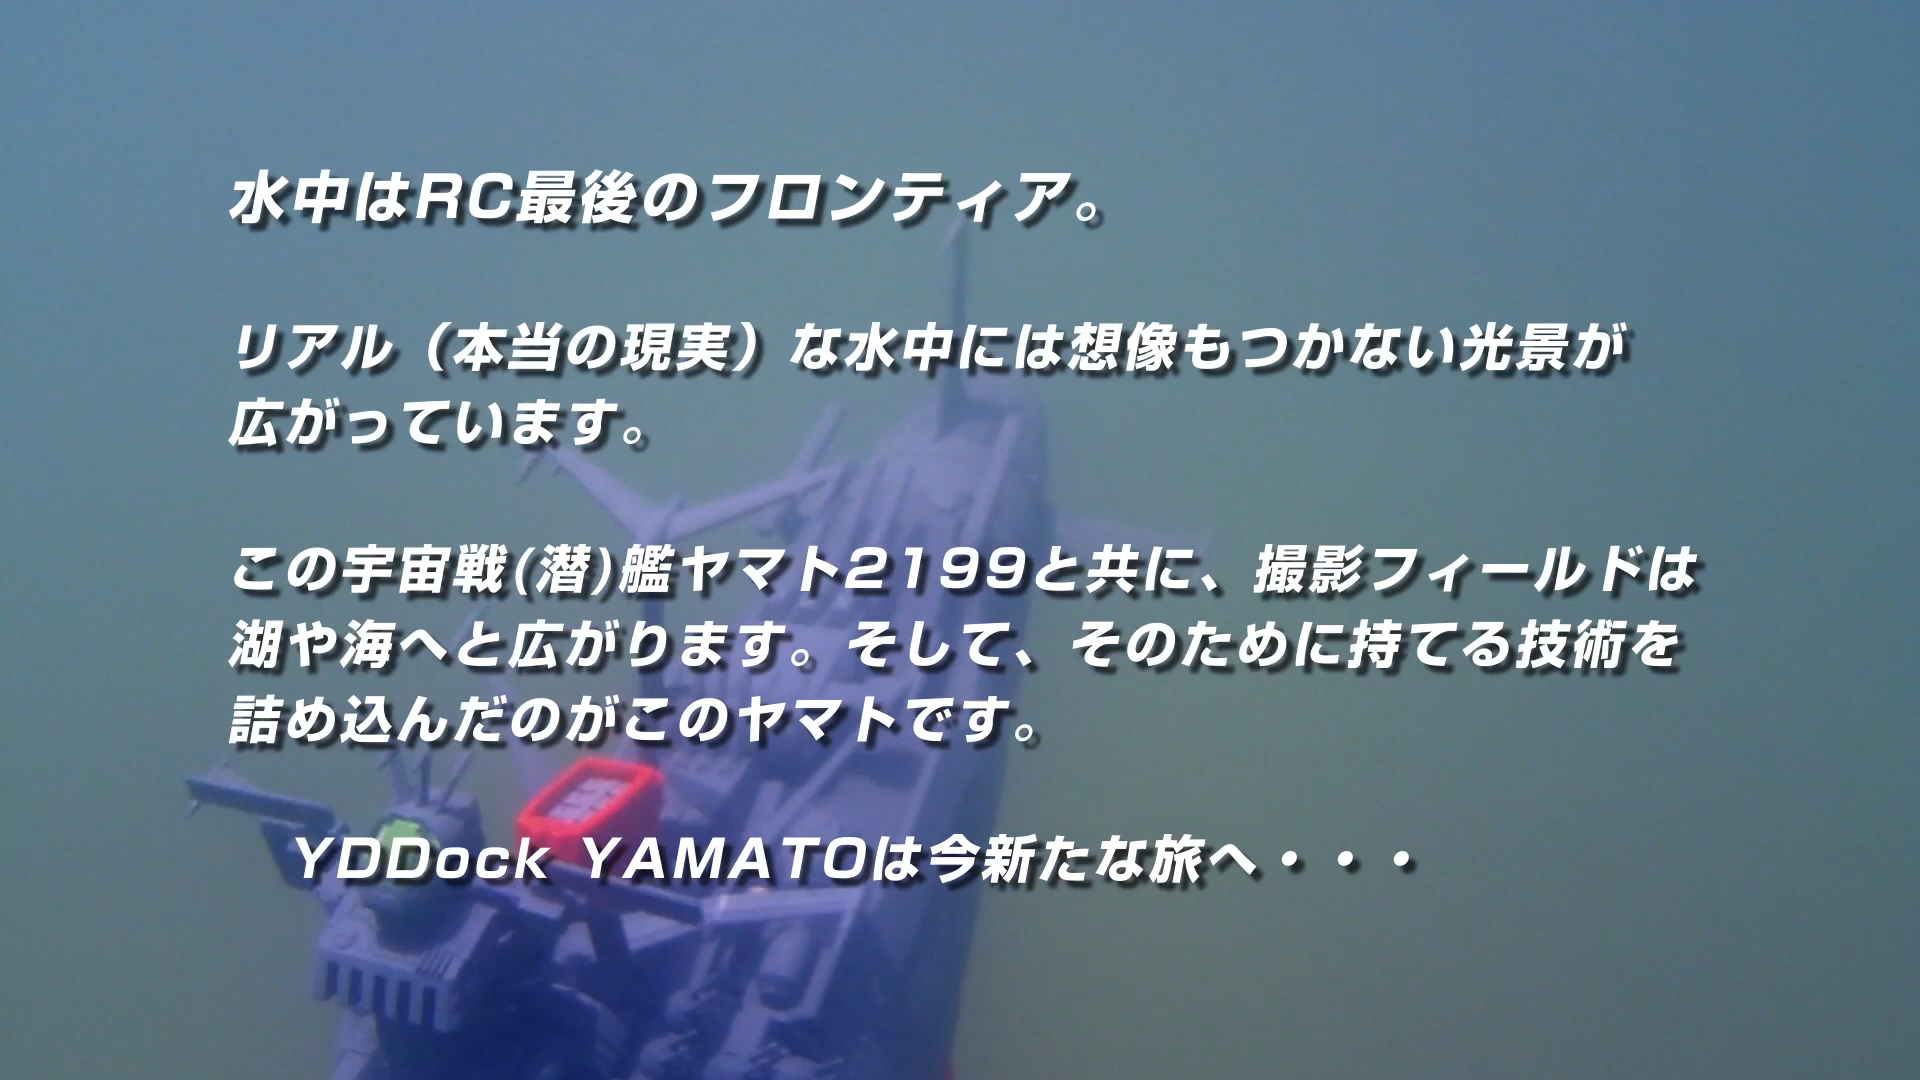 水中はRC最後のフロンティア。
リアル（本当の現実）な水中には想像もつかない光景が
広がっています。
この宇宙戦(潜)艦ヤマト2199と共に、撮影フィールドは
湖や海へと広がります。そして、そのために持てる技術を
詰め込んだのがこのヤマトです。
YDDock YAMATOは今新たな旅へ・・・